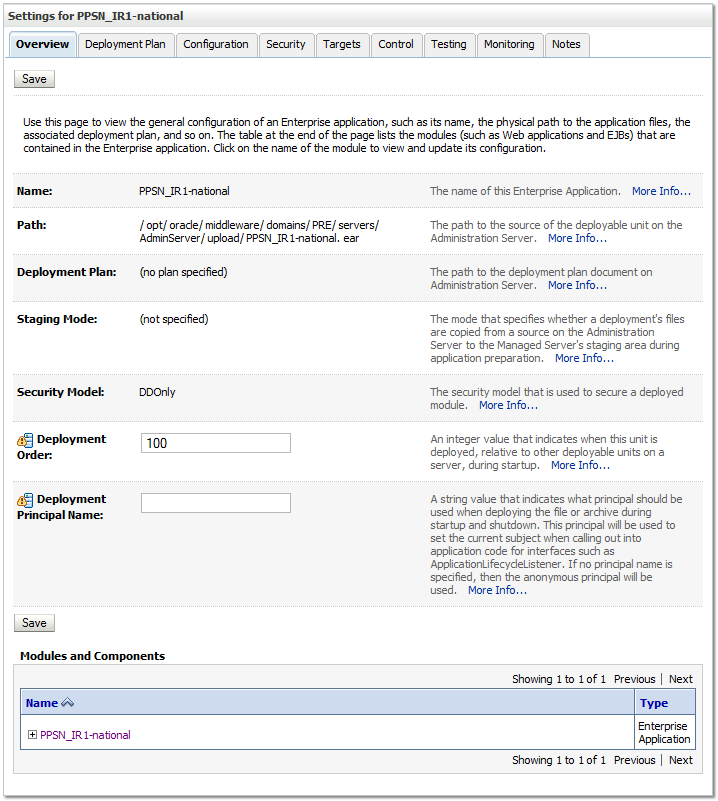 Settings for PPSN_IR1-national
Overview Deployment Plan Configuration Security Targets Control Testing Monitoring Notes
Save
Use this page to view the general configuration of an Enterprise application, such as its name, the physical path to the application files, the
associated deployment plan, and so on. The table at the end of the page lists the modules (such as Web applications and EJBs) that are
contained in the Enterprise application. Click on the name of the module to view and update its configuration.
Name: PPSN_IR1-national The name of this Enterprise Application. More Info...
Path: / opt/ oracle/ middleware/ domains/ PRE/ servers/ The path to the source of the deployable unit on the
AdminServer/ upload/ PPSN_IR1-national. ear Administration Server. More Info...
Deployment Plan: (no plan specified) The path to the deployment plan document on
Administration Server. More Info...
Staging Mode: (not specified) The mode that specifies whether a deployment's files
are copied from a source on the Administration
Server to the Managed Server's staging area during
application preparation. More Info...
Security Model: DDOnly The security model that is used to secure a deployed
module. More Info...
Deployment 100 An integer value that indicates when this unit is
Order: deployed, relative to other deployable units on a
server, during startup. More Info...
Deployment A string value that indicates what principal should be
Principal Name: used when deploying the file or archive during
startup and shutdown. This principal will be used to
set the current subject when calling out into
application code for interfaces such as
ApplicationLifecycleListener. If no principal name is
specified, then the anonymous principal will be
used. More Info...
Save
Modules and Components
Showing 1 to 1 of 1 Previous | Next
Name Type
PPSN_IR1-national Enterprise
Application
Showing 1 to 1 of 1 Previous | Next